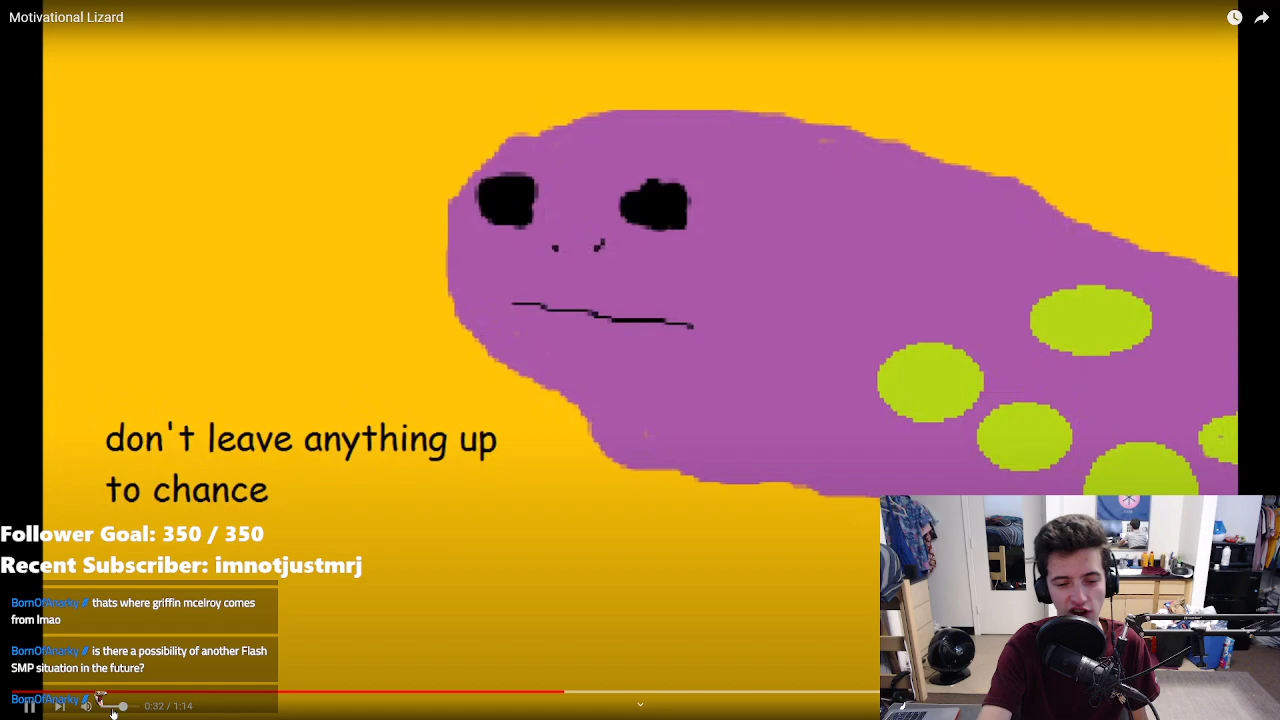 Motivational Lizard
don't leave anything up
to chance
Follower Goal: 350 / 350
Recent Subscriber: imnotjustmrj
BornOfAnarky thats where griffin mcelroy comes
from lmao
BornOfAnarky is there a possibility of another Flash
SMP situation in the future?
BornOfAnarky
0:32 / 1:14